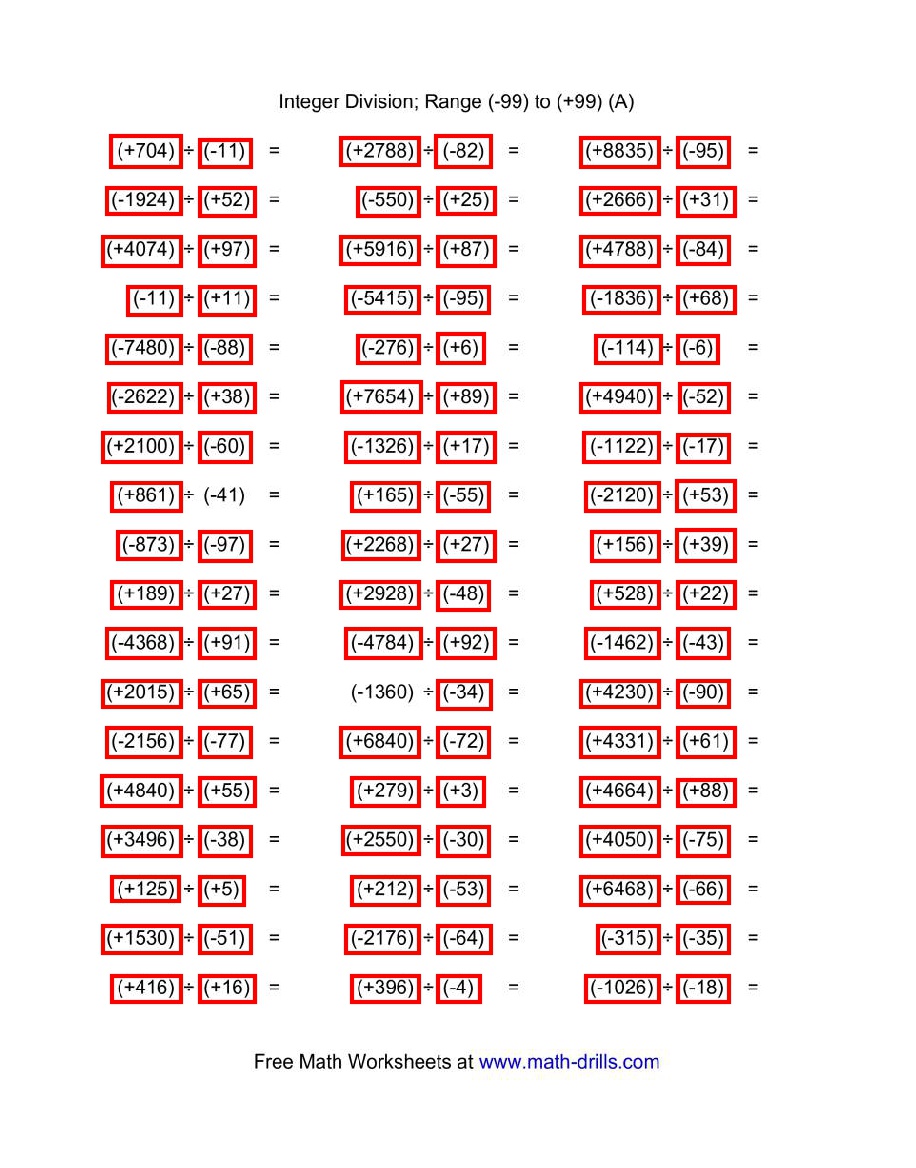 Integer Division; Range (-99) to (+99) (A)
(+704) ÷ (-11) = (+2788) ÷ (-82) = (+8835) ÷ (-95) =
(-1924) ÷ (+52) = (-550) ÷ (+25) = (+2666) ÷ (+31) =
(+4074) ÷ (+97) = (+5916) ÷ (+87) = (+4788) ÷ (-84) =
(-11) ÷ (+11) = (-5415) ÷ (-95) = (-1836) ÷ (+68) =
(-7480) ÷ (-88) = (-276) ÷ (+6) = (-114) ÷ (-6) =
(-2622) ÷ (+38) = (+7654) ÷ (+89) = (+4940) ÷ (-52) =
(+2100) ÷ (-60) = (-1326) ÷ (+17) = (-1122) ÷ (-17) =
(+861) ÷ (-41) = (+165) ÷ (-55) = (-2120) ÷ (+53) =
(-873) ÷ (-97) = (+2268) ÷ (+27) = (+156) ÷ (+39) =
(+189) ÷ (+27) = (+2928) ÷ (-48) = (+528) ÷ (+22) =
(-4368) ÷ (+91) = (-4784) ÷ (+92) = (-1462) ÷ (-43) =
(+2015) ÷ (+65) = (-1360) ÷ (-34) = (+4230) ÷ (-90) =
(-2156) ÷ (-77) = (+6840) ÷ (-72) = (+4331) ÷ (+61) =
(+4840) ÷ (+55) = (+279) ÷ (+3) = (+4664) ÷ (+88) =
(+3496) ÷ (-38) = (+2550) ÷ (-30) = (+4050) ÷ (-75) =
(+125) ÷ (+5) = (+212) ÷ (-53) = (+6468) ÷ (-66) =
(+1530) ÷ (-51) = (-2176) ÷ (-64) = (-315) ÷ (-35) =
(+416) ÷ (+16) = (+396) ÷ (-4) = (-1026) ÷ (-18) =
Free Math Worksheets at www.math-drills.com